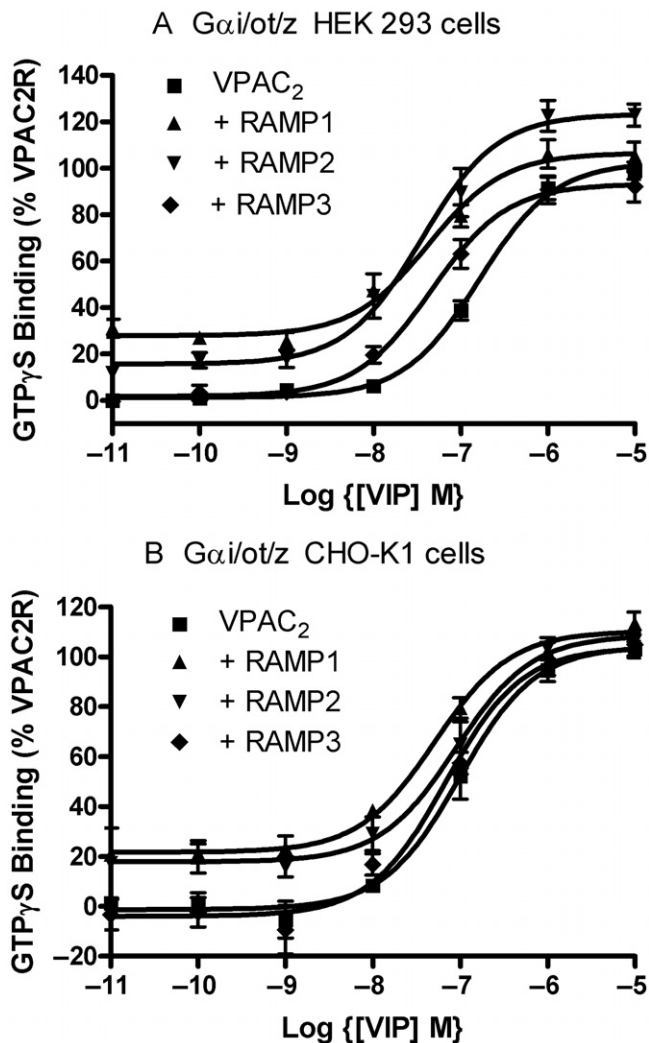 A Gαi/ot/z HEK 293 cells
GTPγS Binding (% VPAC2R)
140
120
100
80
60
40
20
0
VPAC₂
+ RAMP1
+ RAMP2
+ RAMP3
–11 –10 –9 –8 –7 –6 –5
Log {[VIP] M}
B Gαi/ot/z CHO-K1 cells
GTPγS Binding (% VPAC2R)
120
100
80
60
40
20
0
–20
VPAC₂
+ RAMP1
+ RAMP2
+ RAMP3
–11 –10 –9 –8 –7 –6 –5
Log {[VIP] M}